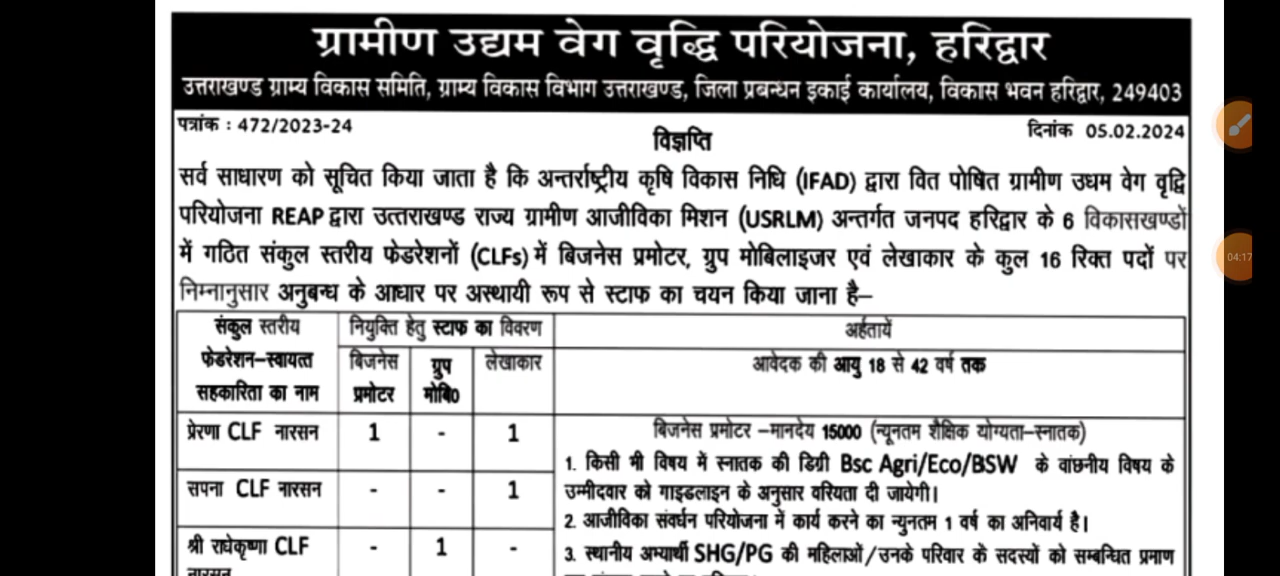 ग्रामीण उद्यम वेग वृद्धि परियोजना, हरिद्वार
उत्तराखण्ड ग्राम्य विकास समिति, ग्राम्य विकास विभाग उत्तराखण्ड, जिला प्रबन्धन इकाई कार्यालय, विकास भवन हरिद्वार, 249403
पत्रांक : 472/2023-24
दिनांक 05.02.2024
विज्ञप्ति
सर्व साधारण को सूचित किया जाता है कि अन्तर्राष्ट्रीय कृषि विकास निधि (IFAD) द्वारा वित पोषित ग्रामीण उधम वेग वृद्वि
परियोजना REAP द्वारा उत्तराखण्ड राज्य ग्रामीण आजीविका मिशन (USRLM) अन्तर्गत जनपद हरिद्वार के 6 विकासखण्डों
में गठित संकुल स्तरीय फेडरेशनों (CLFs) में बिजनेस प्रमोटर, ग्रुप मोबिलाइजर एवं लेखाकार के कुल 16 रिक्त पदों पर
निम्नानुसार अनुबन्ध के आधार पर अस्थायी रूप से स्टाफ का चयन किया जाना है–
संकुल स्तरीय फेडरेशन–स्वायत्त सहकारिता का नाम
नियुक्ति हेतु स्टाफ का विवरण
अर्हतायें
बिजनेस प्रमोटर
ग्रुप मोबि0
लेखाकार
आवेदक की आयु 18 से 42 वर्ष तक
प्रेरणा CLF नारसन 1 - 1
सपना CLF नारसन - - 1
श्री राधेकृष्णा CLF नारसन - 1 -
बिजनेस प्रमोटर –मानदेय 15000 (न्यूनतम शैक्षिक योग्यता–स्नातक)
1. किसी भी विषय में स्नातक की डिग्री Bsc Agri/Eco/BSW के वांछनीय विषय के
उम्मीदवार को गाइडलाइन के अनुसार वरियता दी जायेगी।
2. आजीविका संवर्धन परियोजना में कार्य करने का न्युनतम 1 वर्ष का अनिवार्य है।
3. स्थानीय अभ्यार्थी SHG/PG की महिलाओं/उनके परिवार के सदस्यों को सम्बन्धित प्रमाण
04:17